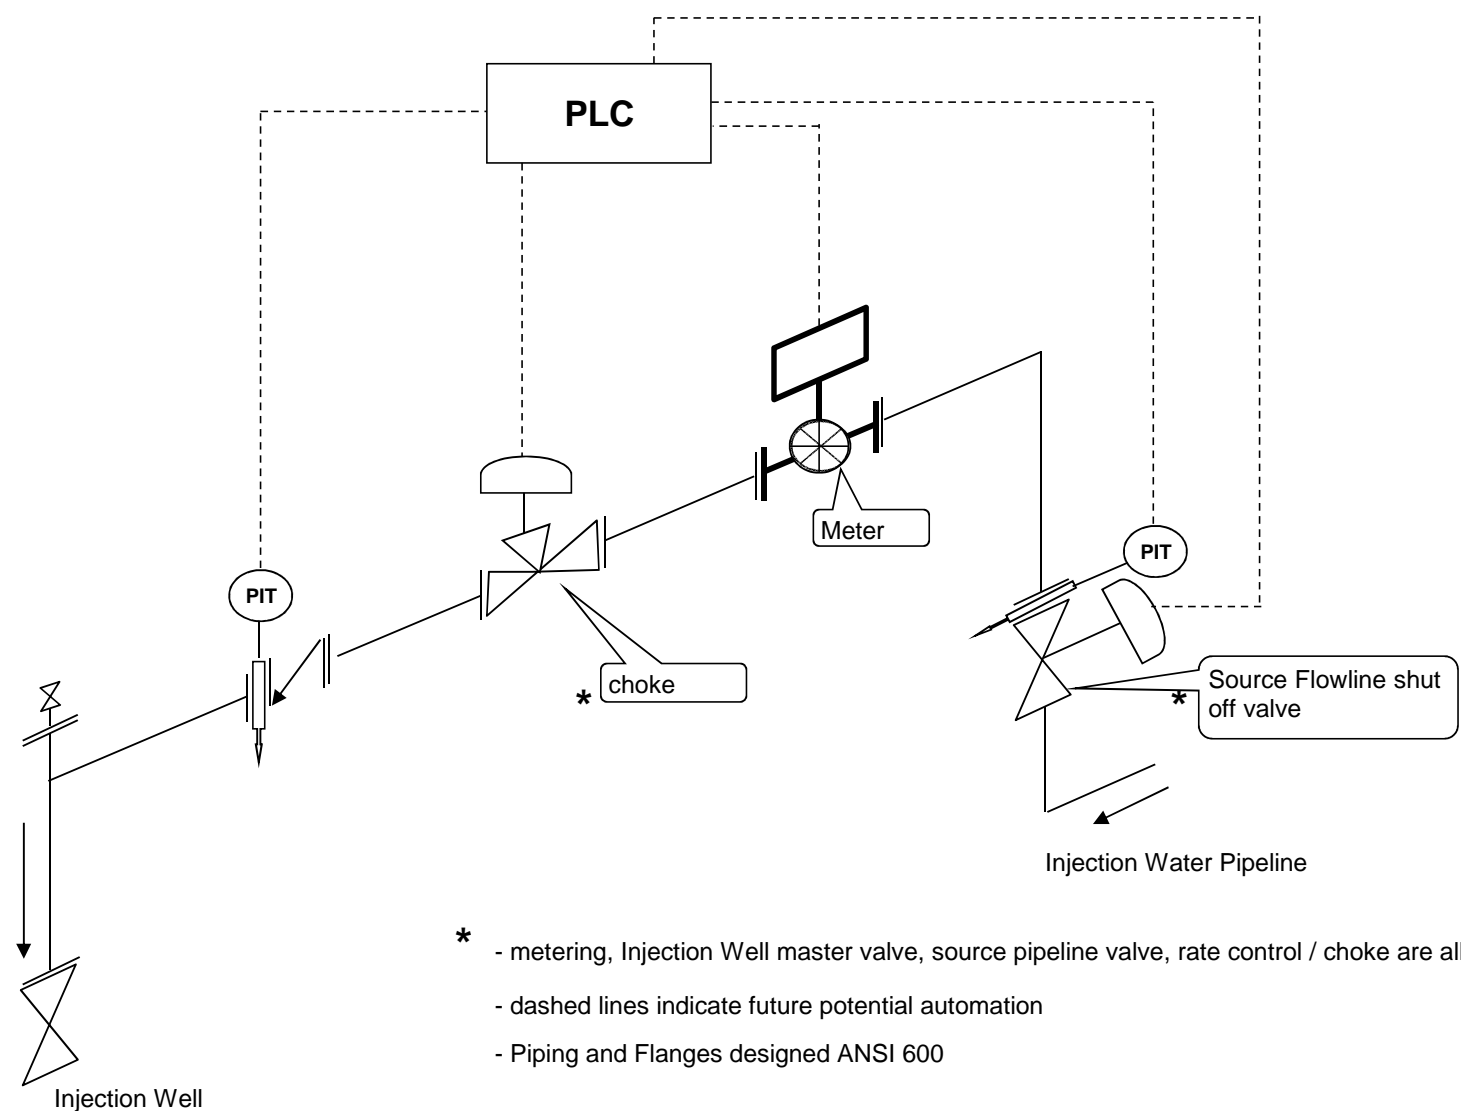 PLC
Meter
PIT
PIT
choke
*
Source Flowline shut
off valve
*
Injection Water Pipeline
* - metering, Injection Well master valve, source pipeline valve, rate control / choke are all
- dashed lines indicate future potential automation
- Piping and Flanges designed ANSI 600
Injection Well